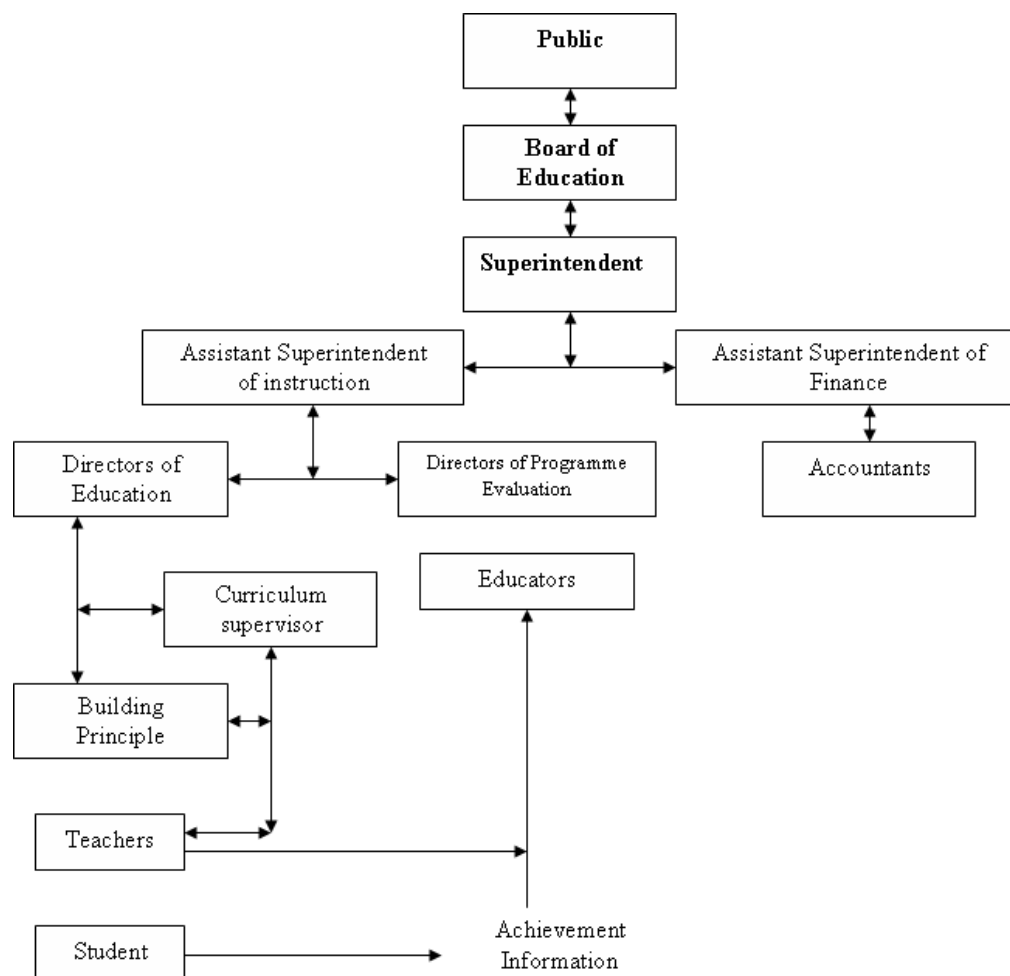 Public
Board of
Education
Superintendent
Assistant Superintendent
of instruction
Assistant Superintendent of
Finance
Directors of
Education
Directors of Programme
Evaluation
Accountants
Educators
Curriculum
supervisor
Building
Principle
Teachers
Student
Achievement
Information